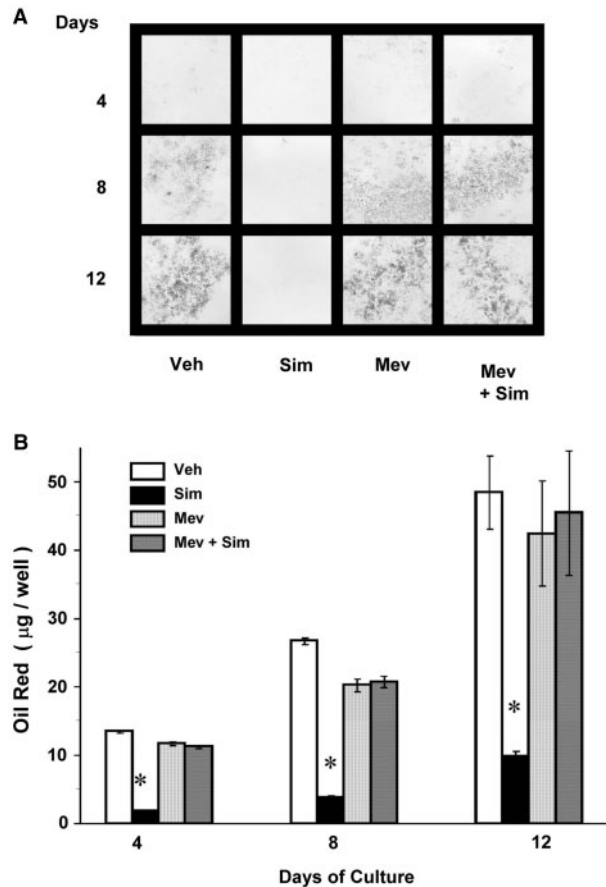 A
Days
4
8
12
Veh
Sim
Mev
Mev
+ Sim
B
50
40
30
20
10
0
Oil Red ( μg / well )
Veh
Sim
Mev
Mev + Sim
*
*
*
4
8
12
Days of Culture